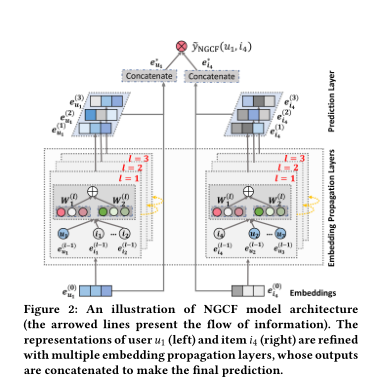 ŷNGCF(u1, i4)
e*u1 e*i4
Concatenate Concatenate
Prediction Layer
e(3)u1 e(3)i4
e(2)u1 e(2)i4
e(1)u1 e(1)i4
Embedding Propagation Layers
l = 3 l = 3
l = 2 l = 2
l = 1 l = 1
W(l)1 W(l)2 W(l)1 W(l)2
u1 i1 ... i2 i4 u2 ... u3
e(l-1)u1 e(l-1)i1 e(l-1)i2 e(l-1)i4 e(l-1)u2 e(l-1)u3
e(0)u1 e(0)i4 Embeddings
Figure 2: An illustration of NGCF model architecture
(the arrowed lines present the flow of information). The
representations of user u1 (left) and item i4 (right) are refined
with multiple embedding propagation layers, whose outputs
are concatenated to make the final prediction.